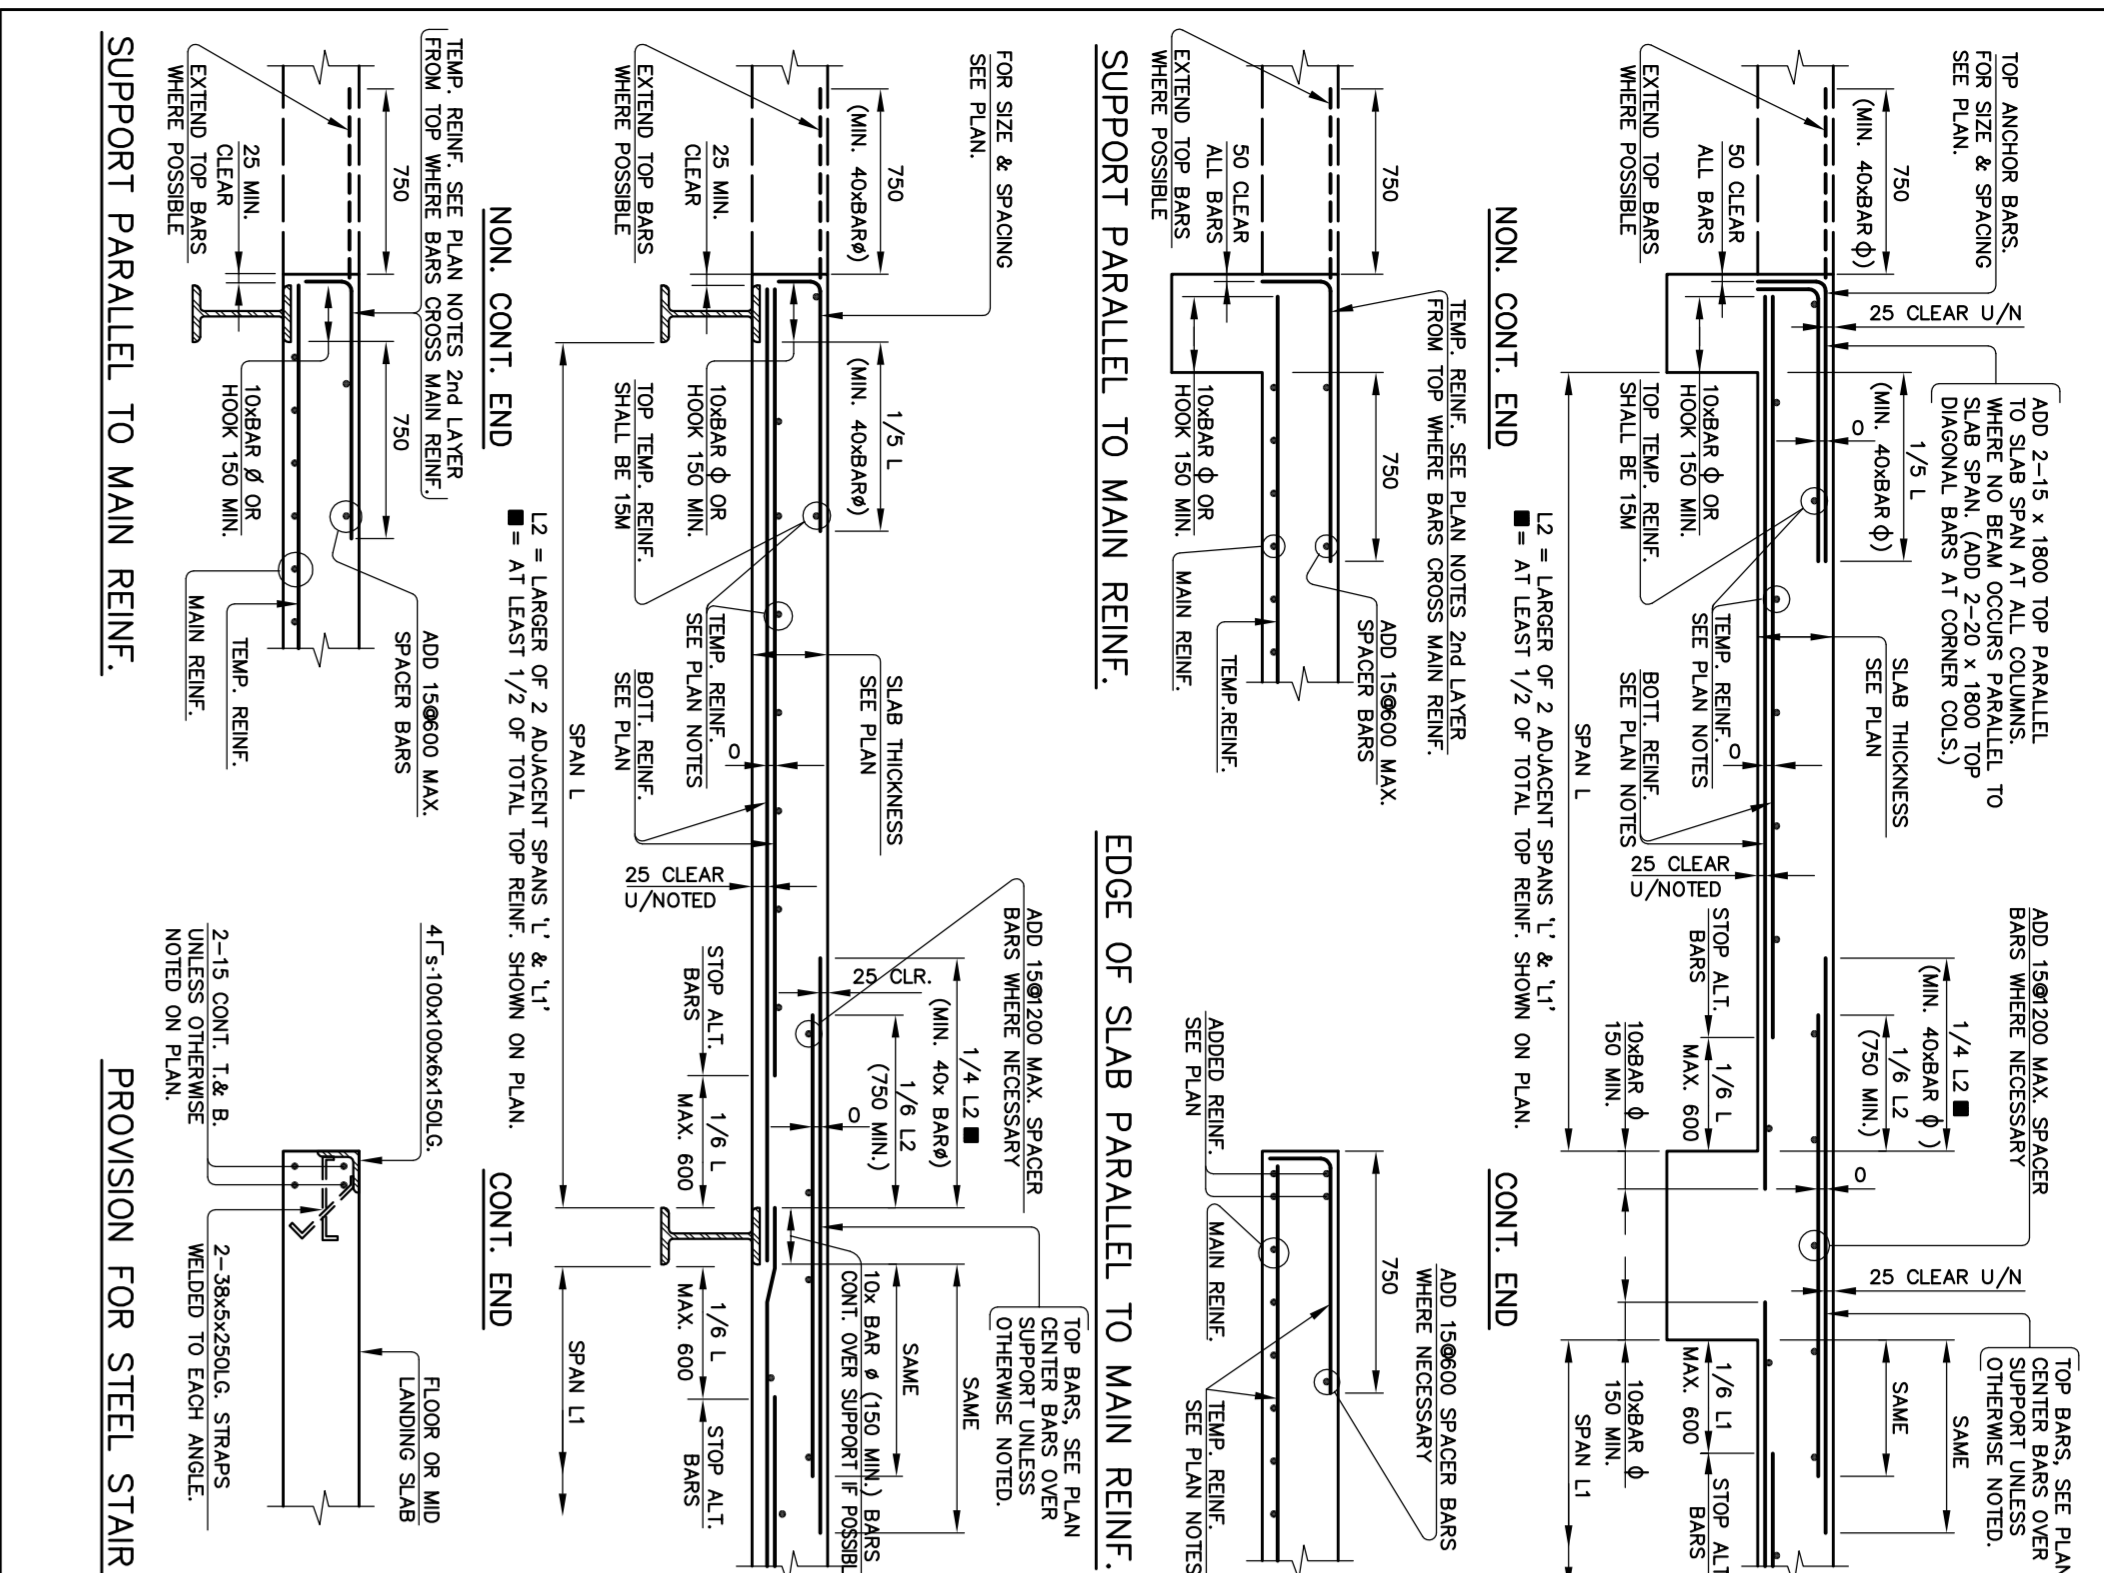 TOP ANCHOR BARS.
FOR SIZE & SPACING
SEE PLAN.
750
(MIN. 40xBAR ϕ)
EXTEND TOP BARS
WHERE POSSIBLE
50 CLEAR
ALL BARS
25 CLEAR U/N
ADD 2-15 x 1800 TOP PARALLEL
TO SLAB SPAN AT ALL COLUMNS.
WHERE NO BEAM OCCURS PARALLEL TO
SLAB SPAN. (ADD 2-20 x 1800 TOP
DIAGONAL BARS AT CORNER COLS.)
1/5 L
(MIN. 40xBAR ϕ)
0
10xBAR ϕ OR
HOOK 150 MIN.
TOP TEMP. REINF.
SHALL BE 15M
TEMP. REINF.
SEE PLAN NOTES
SLAB THICKNESS
SEE PLAN
0
BOTT. REINF.
SEE PLAN NOTES
SPAN L
25 CLEAR
U/NOTED
ADD 15@1200 MAX. SPACER
BARS WHERE NECESSARY
1/4 L2 ■
(MIN. 40xBAR ϕ )
1/6 L2
(750 MIN.)
STOP ALT.
BARS
1/6 L
MAX. 600
10xBAR ϕ
150 MIN.
0
25 CLEAR U/N
TOP BARS, SEE PLAN
CENTER BARS OVER
SUPPORT UNLESS
OTHERWISE NOTED.
SAME
SAME
1/6 L1
MAX. 600
10xBAR ϕ
150 MIN.
STOP ALT
BARS
SPAN L1
NON. CONT. END
L2 = LARGER OF 2 ADJACENT SPANS 'L' & 'L1'
■ = AT LEAST 1/2 OF TOTAL TOP REINF. SHOWN ON PLAN.
CONT. END
750
EXTEND TOP BARS
WHERE POSSIBLE
50 CLEAR
ALL BARS
TEMP. REINF. SEE PLAN NOTES 2nd LAYER
FROM TOP WHERE BARS CROSS MAIN REINF.
750
10xBAR ϕ OR
HOOK 150 MIN.
ADD 15@600 MAX.
SPACER BARS
MAIN REINF.
TEMP.REINF.
SUPPORT PARALLEL TO MAIN REINF.
ADDED REINF.
SEE PLAN
750
MAIN REINF.
ADD 15@600 SPACER BARS
WHERE NECESSARY
TEMP. REINF.
SEE PLAN NOTES
EDGE OF SLAB PARALLEL TO MAIN REINF.
FOR SIZE & SPACING
SEE PLAN.
750
(MIN. 40xBARø)
EXTEND TOP BARS
WHERE POSSIBLE
25 MIN.
CLEAR
1/5 L
(MIN. 40xBARø)
10xBAR ϕ OR
HOOK 150 MIN.
TOP TEMP. REINF.
SHALL BE 15M
TEMP. REINF.
SEE PLAN NOTES
SLAB THICKNESS
SEE PLAN
0
BOTT. REINF.
SEE PLAN
SPAN L
25 CLEAR
U/NOTED
ADD 15@1200 MAX. SPACER
BARS WHERE NECESSARY
25 CLR.
1/4 L2 ■
(MIN. 40x BARø)
1/6 L2
(750 MIN.)
0
STOP ALT.
BARS
1/6 L
MAX. 600
TOP BARS, SEE PLAN
CENTER BARS OVER
SUPPORT UNLESS
OTHERWISE NOTED.
SAME
SAME
10x BAR ø (150 MIN.) BARS
CONT. OVER SUPPORT IF POSSIBL
1/6 L
MAX. 600
STOP ALT.
BARS
SPAN L1
NON. CONT. END
L2 = LARGER OF 2 ADJACENT SPANS 'L' & 'L1'
■ = AT LEAST 1/2 OF TOTAL TOP REINF. SHOWN ON PLAN.
CONT. END
TEMP. REINF. SEE PLAN NOTES 2nd LAYER
FROM TOP WHERE BARS CROSS MAIN REINF.
750
EXTEND TOP BARS
WHERE POSSIBLE
25 MIN.
CLEAR
750
10xBAR Ø OR
HOOK 150 MIN.
ADD 15@600 MAX.
SPACER BARS
TEMP. REINF.
MAIN REINF.
SUPPORT PARALLEL TO MAIN REINF.
4Γs-100x100x6x150LG.
2-15 CONT. T.& B.
UNLESS OTHERWISE
NOTED ON PLAN.
2-38x5x250LG. STRAPS
WELDED TO EACH ANGLE.
FLOOR OR MID
LANDING SLAB
PROVISION FOR STEEL STAIR